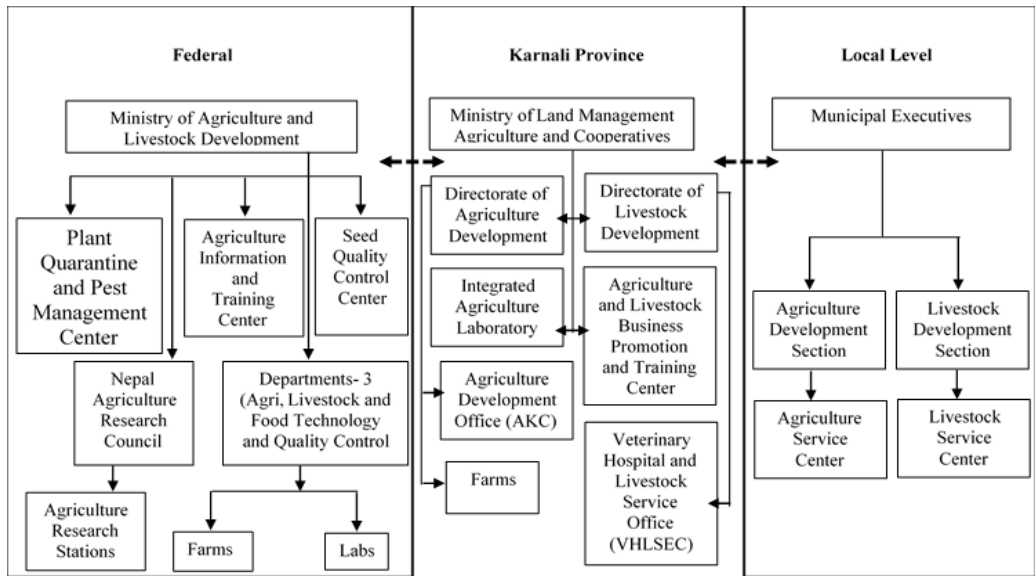 Federal
Ministry of Agriculture and
Livestock Development
Plant
Quarantine
and Pest
Management
Center
Agriculture
Information
and
Training
Center
Seed
Quality
Control
Center
Nepal
Agriculture
Research
Council
Departments- 3
(Agri, Livestock and
Food Technology
and Quality Control
Agriculture
Research
Stations
Farms
Labs
Karnali Province
Ministry of Land Management
Agriculture and Cooperatives
Directorate of
Agriculture
Development
Directorate of
Livestock
Development
Integrated
Agriculture
Laboratory
Agriculture
and Livestock
Business
Promotion
and Training
Center
Agriculture
Development
Office (AKC)
Farms
Veterinary
Hospital and
Livestock
Service
Office
(VHLSEC)
Local Level
Municipal Executives
Agriculture
Development
Section
Livestock
Development
Section
Agriculture
Service
Center
Livestock
Service
Center